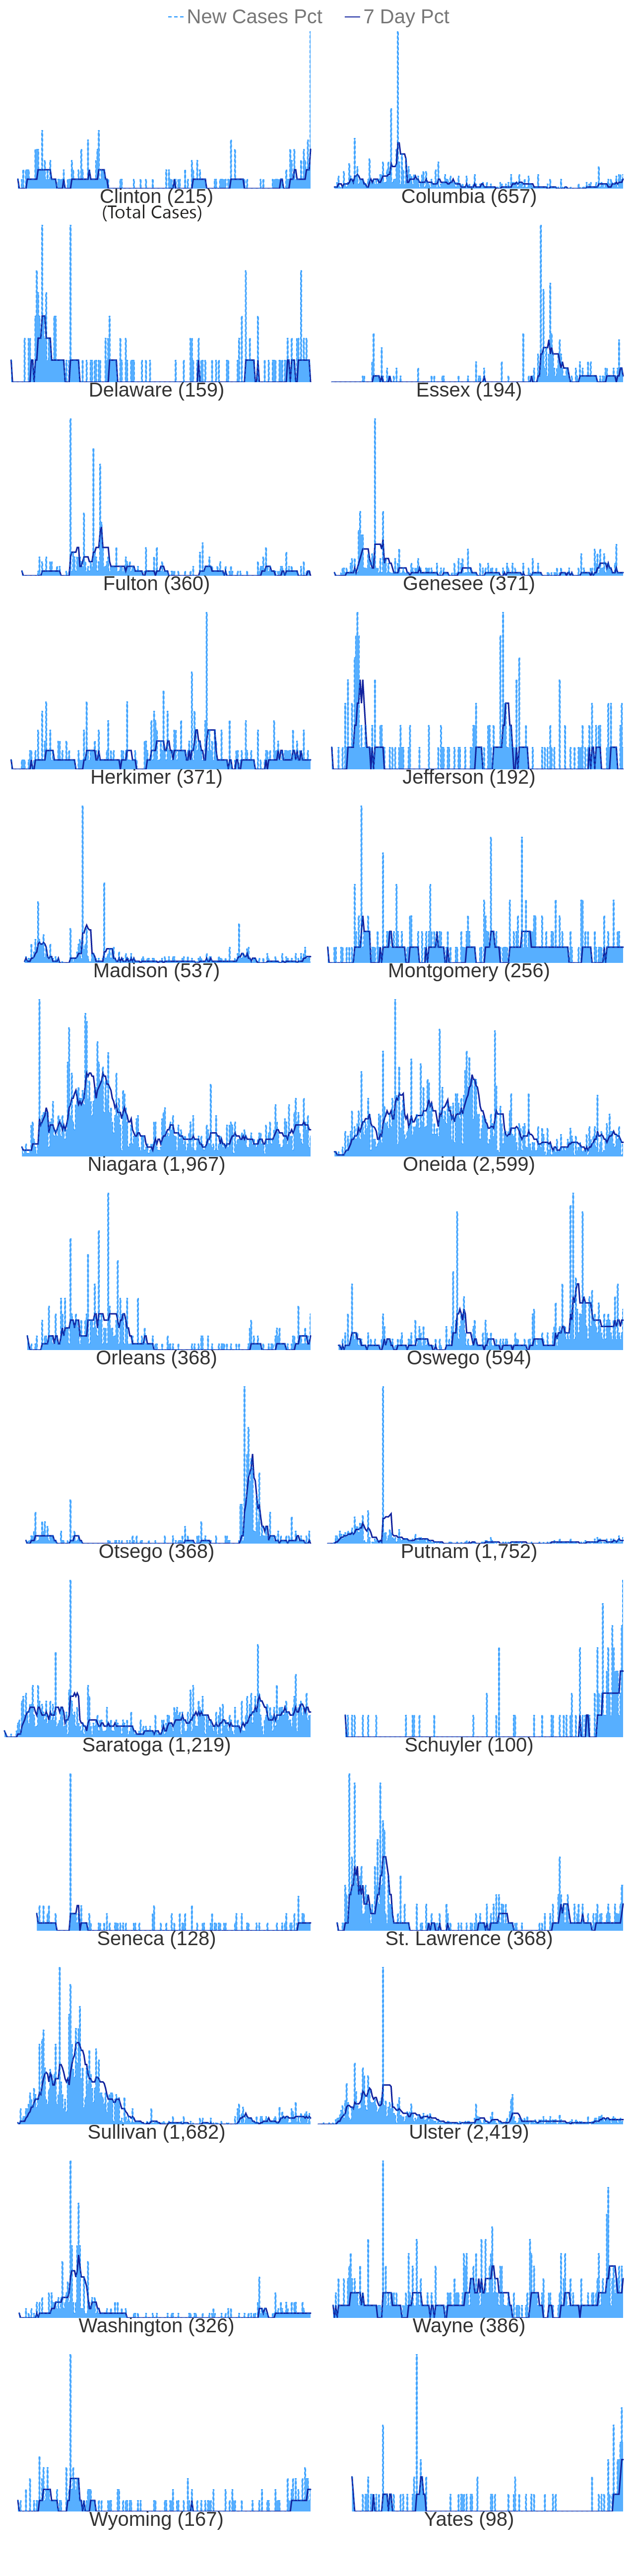 New Cases Pct 7 Day Pct
Clinton (215) Columbia (657)
(Total Cases)
Delaware (159) Essex (194)
Fulton (360) Genesee (371)
Herkimer (371) Jefferson (192)
Madison (537) Montgomery (256)
Niagara (1,967) Oneida (2,599)
Orleans (368) Oswego (594)
Otsego (368) Putnam (1,752)
Saratoga (1,219) Schuyler (100)
Seneca (128) St. Lawrence (368)
Sullivan (1,682) Ulster (2,419)
Washington (326) Wayne (386)
Wyoming (167) Yates (98)